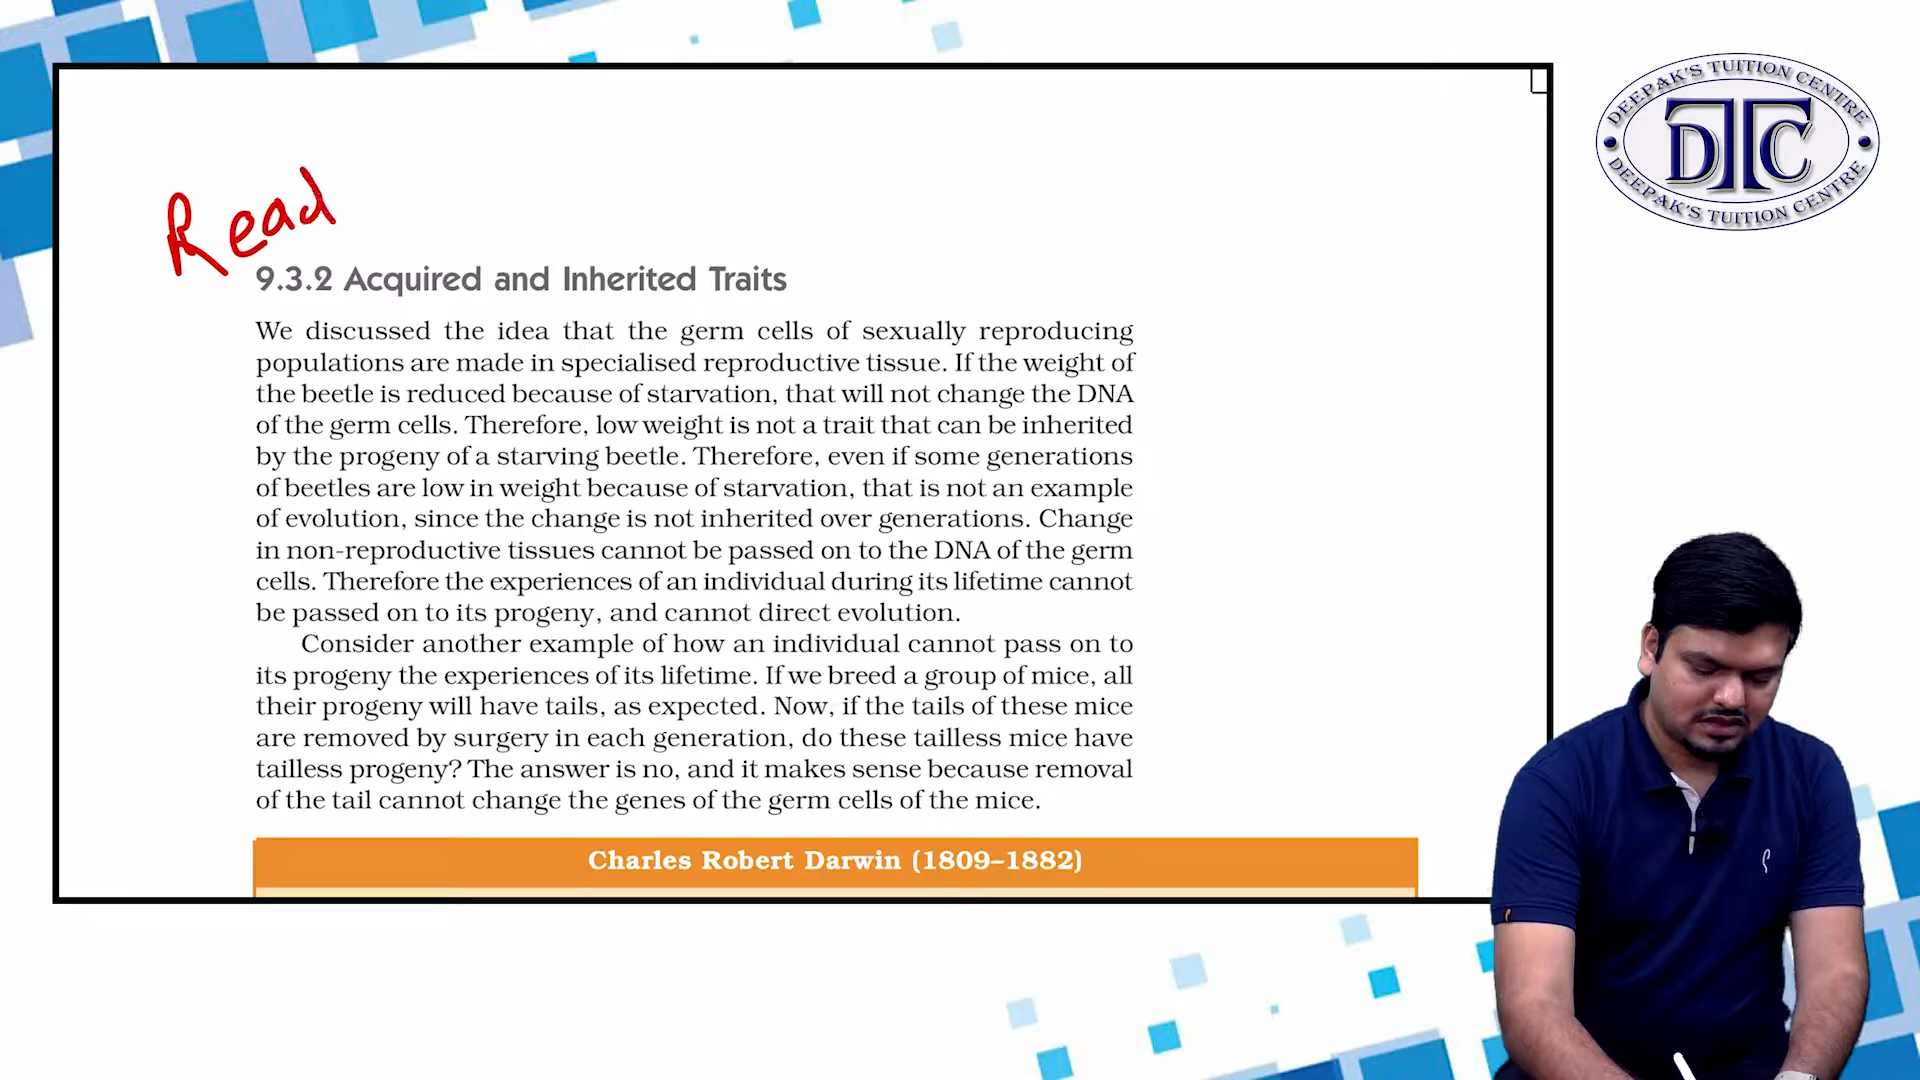 Read
9.3.2 Acquired and Inherited Traits
We discussed the idea that the germ cells of sexually reproducing
populations are made in specialised reproductive tissue. If the weight of
the beetle is reduced because of starvation, that will not change the DNA
of the germ cells. Therefore, low weight is not a trait that can be inherited
by the progeny of a starving beetle. Therefore, even if some generations
of beetles are low in weight because of starvation, that is not an example
of evolution, since the change is not inherited over generations. Change
in non-reproductive tissues cannot be passed on to the DNA of the germ
cells. Therefore the experiences of an individual during its lifetime cannot
be passed on to its progeny, and cannot direct evolution.
Consider another example of how an individual cannot pass on to
its progeny the experiences of its lifetime. If we breed a group of mice, all
their progeny will have tails, as expected. Now, if the tails of these mice
are removed by surgery in each generation, do these tailless mice have
tailless progeny? The answer is no, and it makes sense because removal
of the tail cannot change the genes of the germ cells of the mice.
Charles Robert Darwin (1809–1882)
DEEPAK'S TUITION CENTRE
DTC
DEEPAK'S TUITION CENTRE